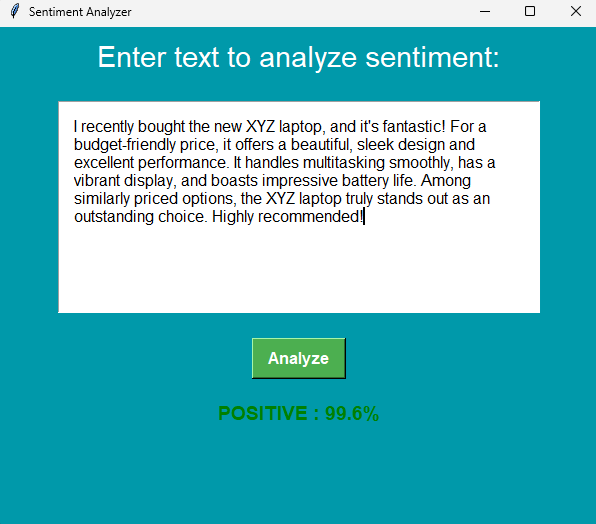 Sentiment Analyzer
Enter text to analyze sentiment:
I recently bought the new XYZ laptop, and it's fantastic! For a
budget-friendly price, it offers a beautiful, sleek design and
excellent performance. It handles multitasking smoothly, has a
vibrant display, and boasts impressive battery life. Among
similarly priced options, the XYZ laptop truly stands out as an
outstanding choice. Highly recommended!
Analyze
POSITIVE : 99.6%